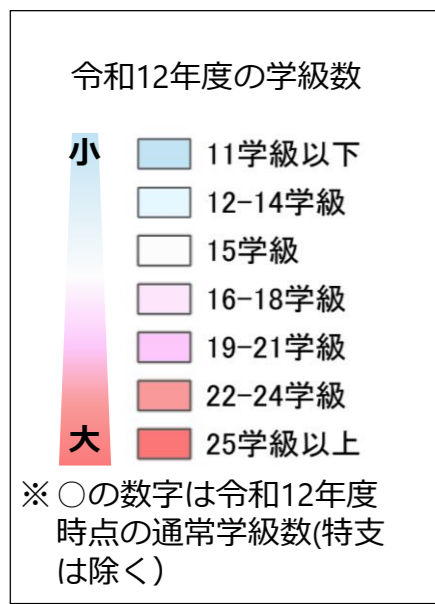 令和12年度の学級数
小
11学級以下
12-14学級
15学級
16-18学級
19-21学級
22-24学級
大
25学級以上
※○の数字は令和12年度
時点の通常学級数(特支
は除く）